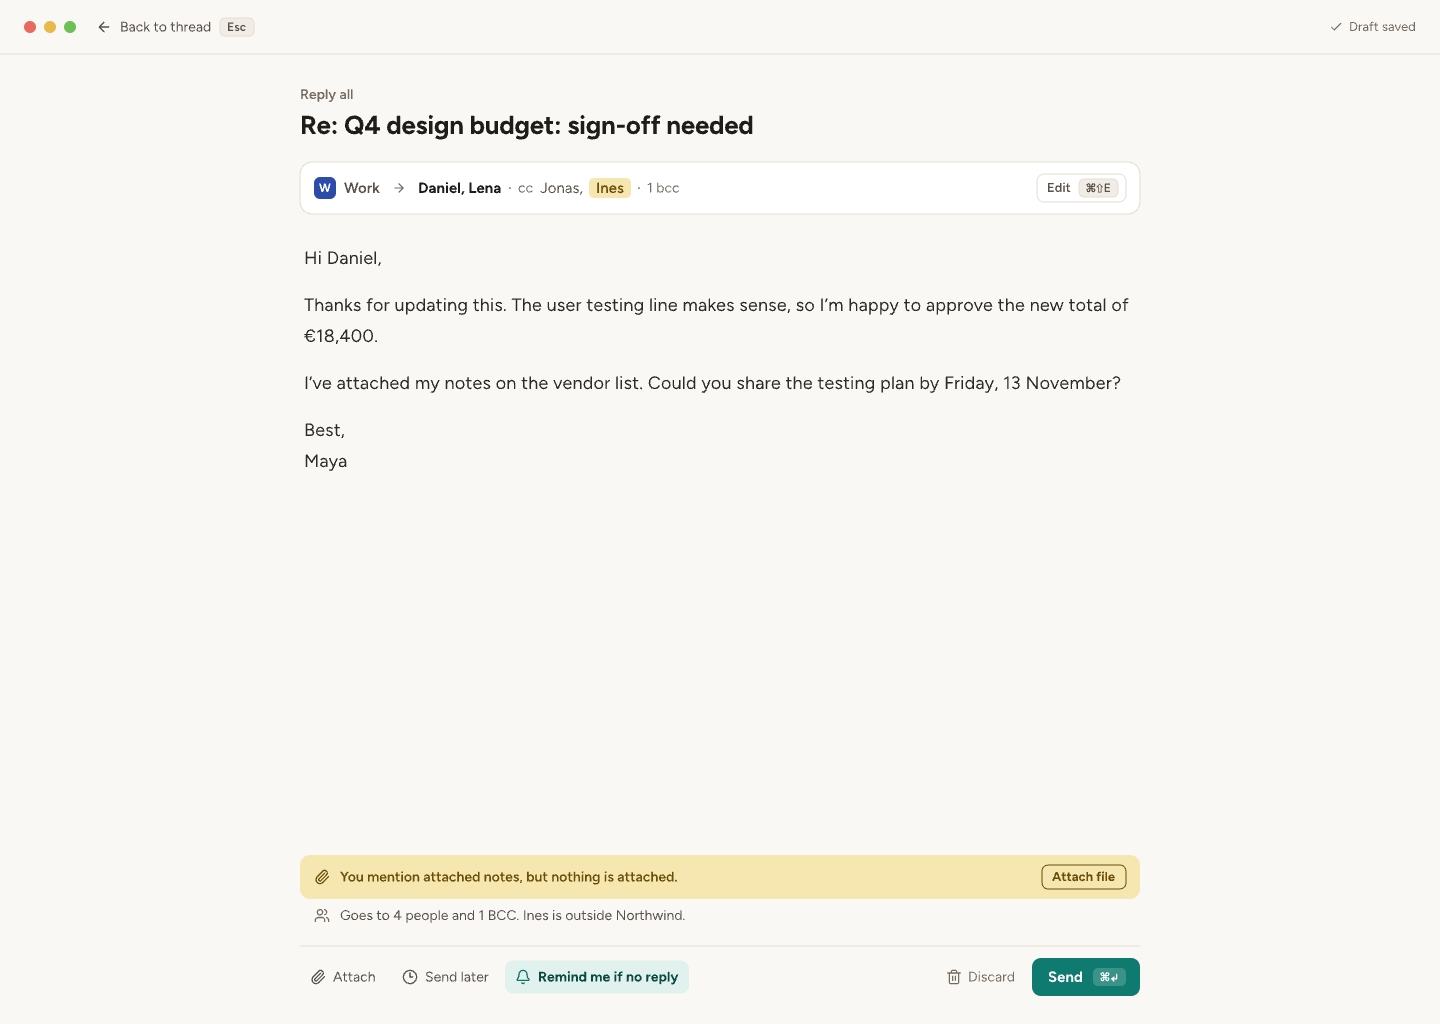 Back to thread Esc
Draft saved
Reply all
Re: Q4 design budget: sign-off needed
W Work → Daniel, Lena · cc Jonas, Ines · 1 bcc Edit ⌘⇧E
Hi Daniel,
Thanks for updating this. The user testing line makes sense, so I’m happy to approve the new total of
€18,400.
I’ve attached my notes on the vendor list. Could you share the testing plan by Friday, 13 November?
Best,
Maya
You mention attached notes, but nothing is attached. Attach file
Goes to 4 people and 1 BCC. Ines is outside Northwind.
Attach Send later Remind me if no reply Discard Send ⌘↵